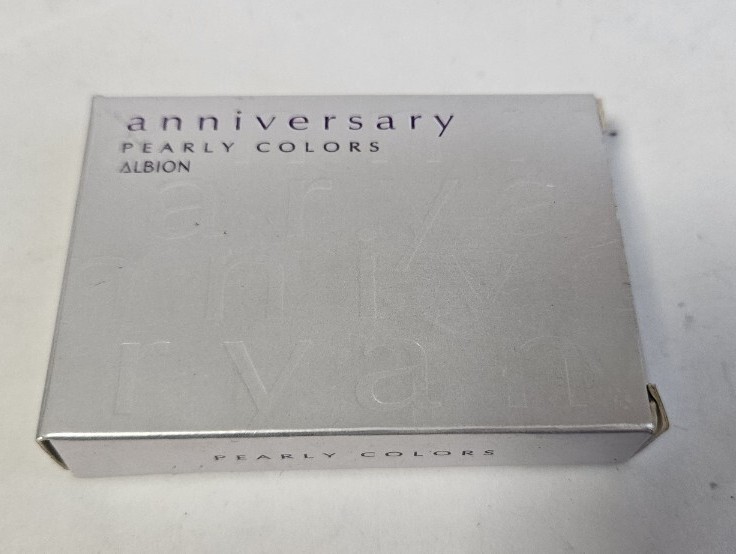 anniversary
PEARLY COLORS
ALBION
a r y e
a n i v e
r y a n
PEARLY COLORS